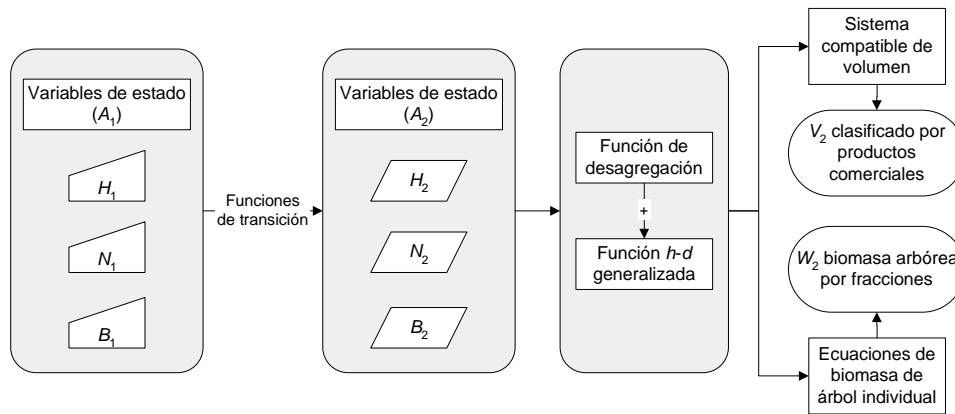 Variables de estado
(A₁)
H₁
N₁
B₁
Funciones
de transición
Variables de estado
(A₂)
H₂
N₂
B₂
Función de
desagregación
+
Función h-d
generalizada
Sistema
compatible de
volumen
V₂ clasificado por
productos
comerciales
W₂ biomasa arbórea
por fracciones
Ecuaciones de
biomasa de
árbol individual